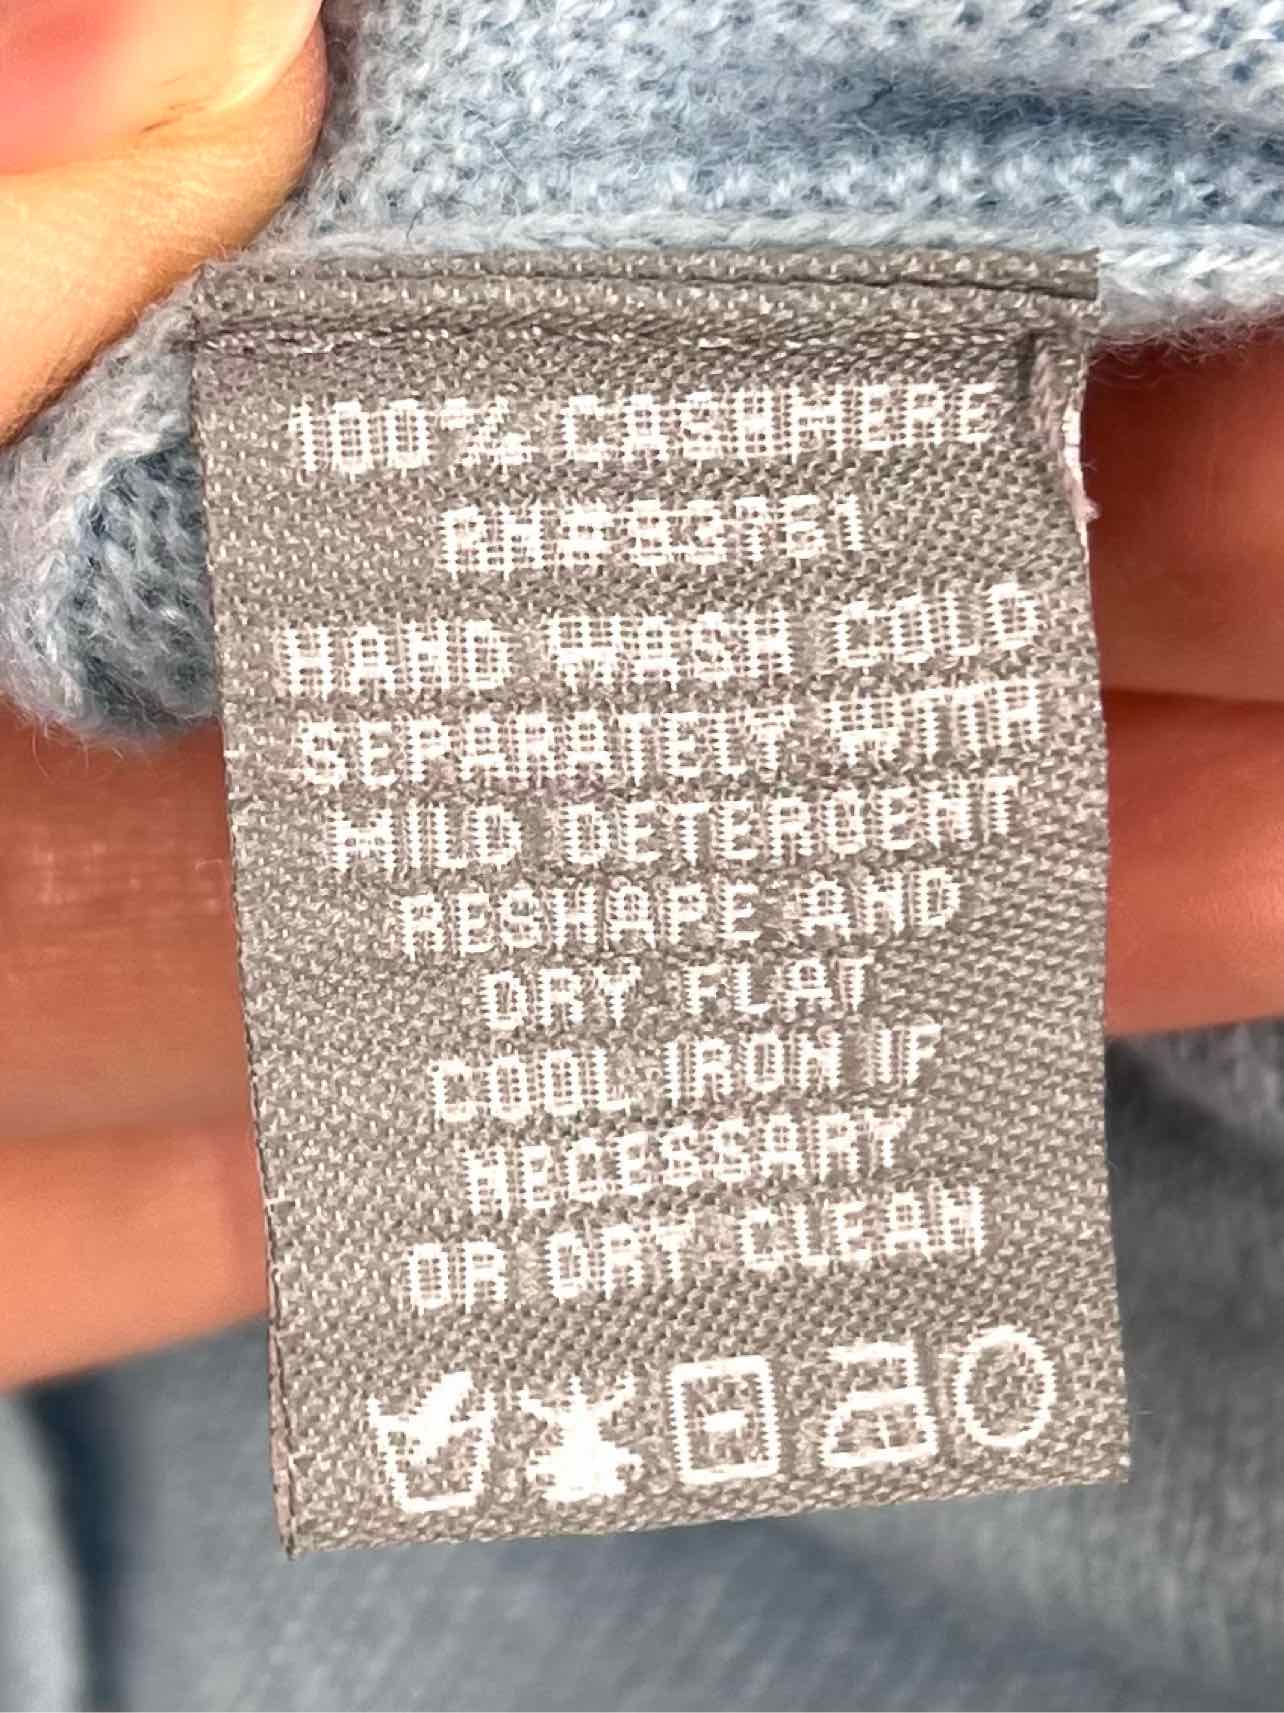 100% CASHMERE
RN#83761
HAND WASH COLD
SEPARATELY WITH
MILD DETERGENT
RESHAPE AND
DRY FLAT
COOL IRON IF
NECESSARY
OR DRY CLEAN